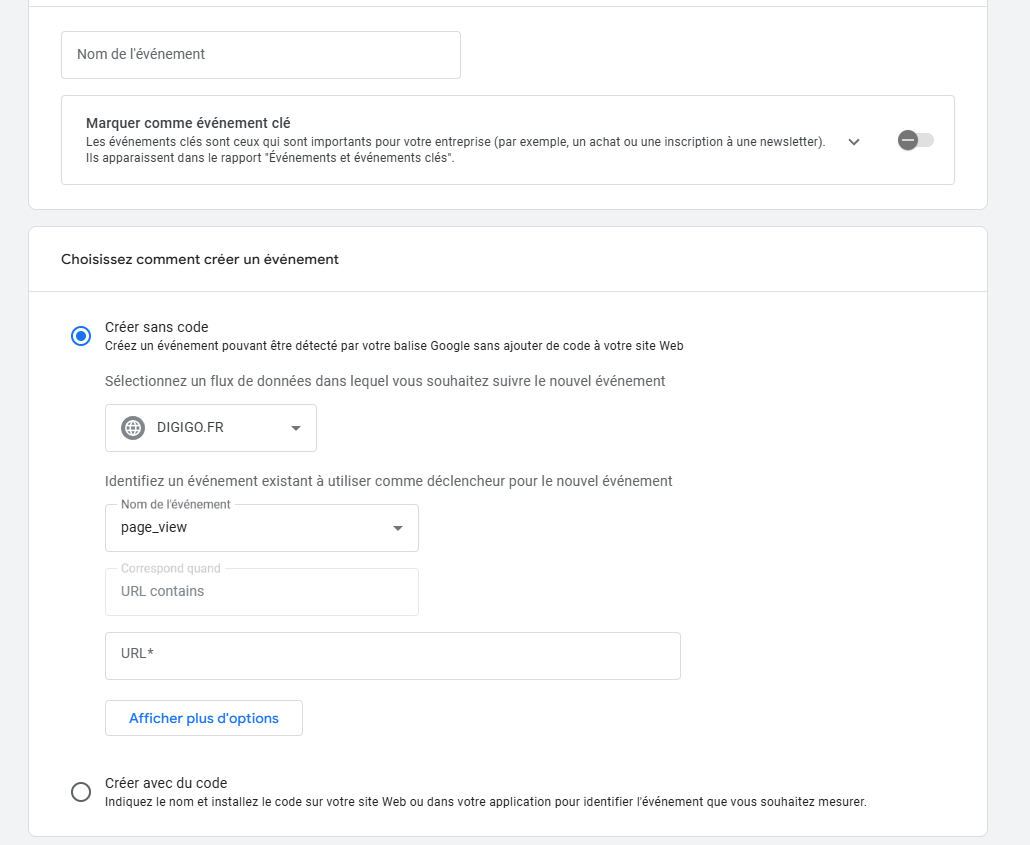 Nom de l'événement
Marquer comme événement clé
Les événements clés sont ceux qui sont importants pour votre entreprise (par exemple, un achat ou une inscription à une newsletter).
Ils apparaissent dans le rapport "Événements et événements clés".
Choisissez comment créer un événement
Créer sans code
Créez un événement pouvant être détecté par votre balise Google sans ajouter de code à votre site Web
Sélectionnez un flux de données dans lequel vous souhaitez suivre le nouvel événement
DIGIGO.FR
Identifiez un événement existant à utiliser comme déclencheur pour le nouvel événement
Nom de l'événement
page_view
Correspond quand
URL contains
URL*
Afficher plus d'options
Créer avec du code
Indiquez le nom et installez le code sur votre site Web ou dans votre application pour identifier l'événement que vous souhaitez mesurer.